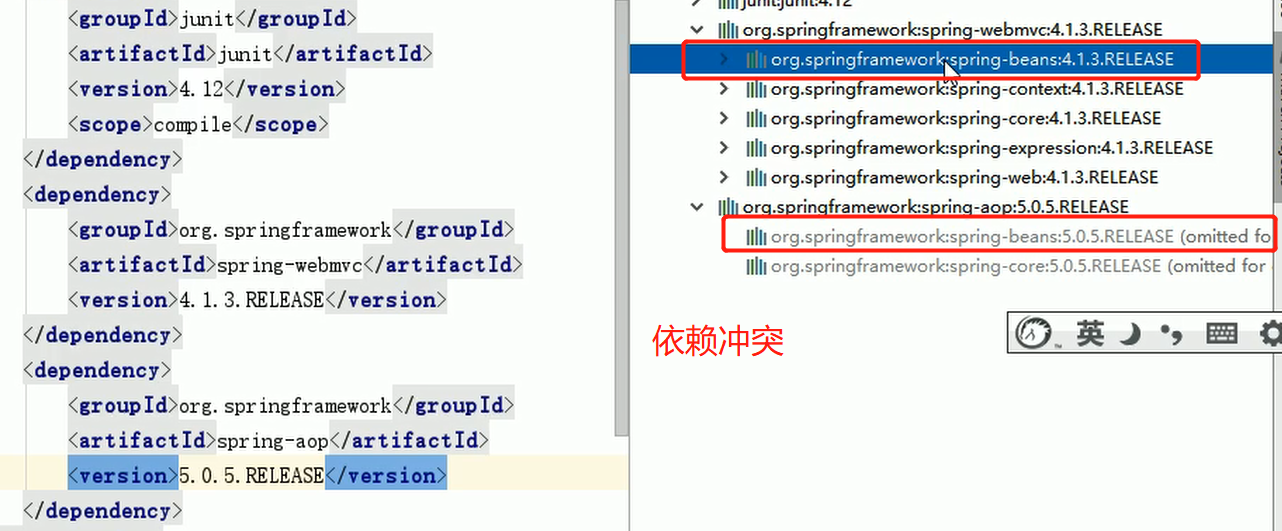 <groupId>junit</groupId>
<artifactId>junit</artifactId>
<version>4.12</version>
<scope>compile</scope>
</dependency>
<dependency>
<groupId>org.springframework</groupId>
<artifactId>spring-webmvc</artifactId>
<version>4.1.3.RELEASE</version>
</dependency>
<dependency>
<groupId>org.springframework</groupId>
<artifactId>spring-aop</artifactId>
<version>5.0.5.RELEASE</version>
</dependency>
junit:junit:4.12
org.springframework:spring-webmvc:4.1.3.RELEASE
org.springframework:spring-beans:4.1.3.RELEASE
org.springframework:spring-context:4.1.3.RELEASE
org.springframework:spring-core:4.1.3.RELEASE
org.springframework:spring-expression:4.1.3.RELEASE
org.springframework:spring-web:4.1.3.RELEASE
org.springframework:spring-aop:5.0.5.RELEASE
org.springframework:spring-beans:5.0.5.RELEASE (omitted fo
org.springframework:spring-core:5.0.5.RELEASE (omitted for
依赖冲突
英